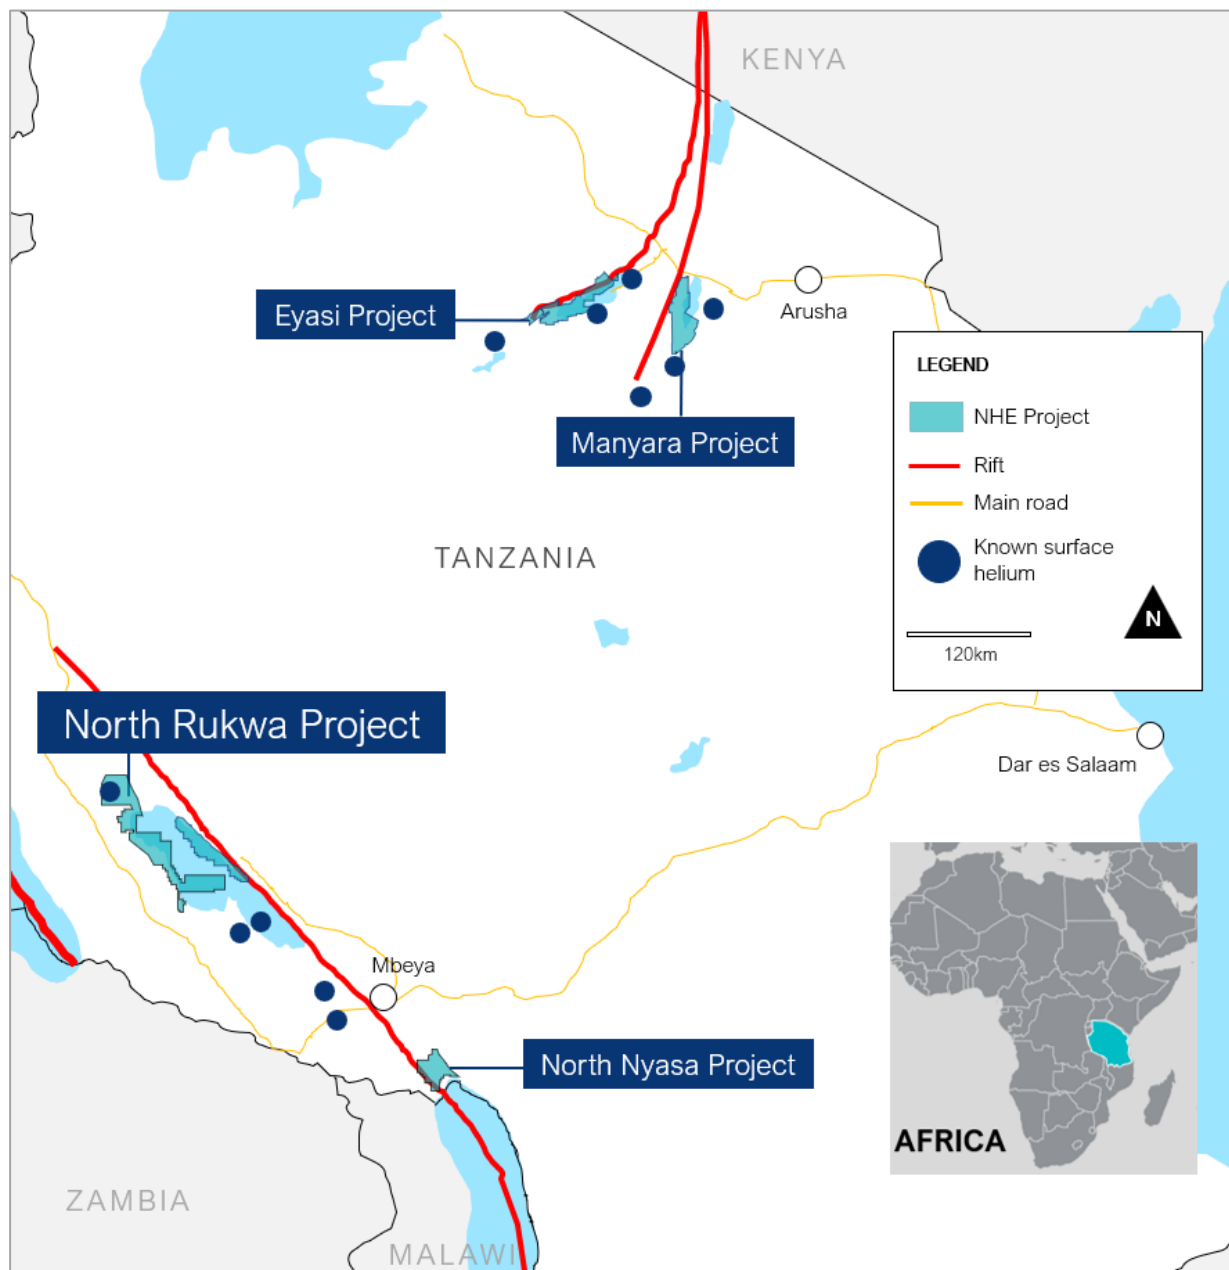 KENYA
Arusha
Eyasi Project
Manyara Project
LEGEND
NHE Project
Rift
Main road
Known surface
helium
N
120km
TANZANIA
North Rukwa Project
Dar es Salaam
Mbeya
North Nyasa Project
AFRICA
ZAMBIA
MALAWI